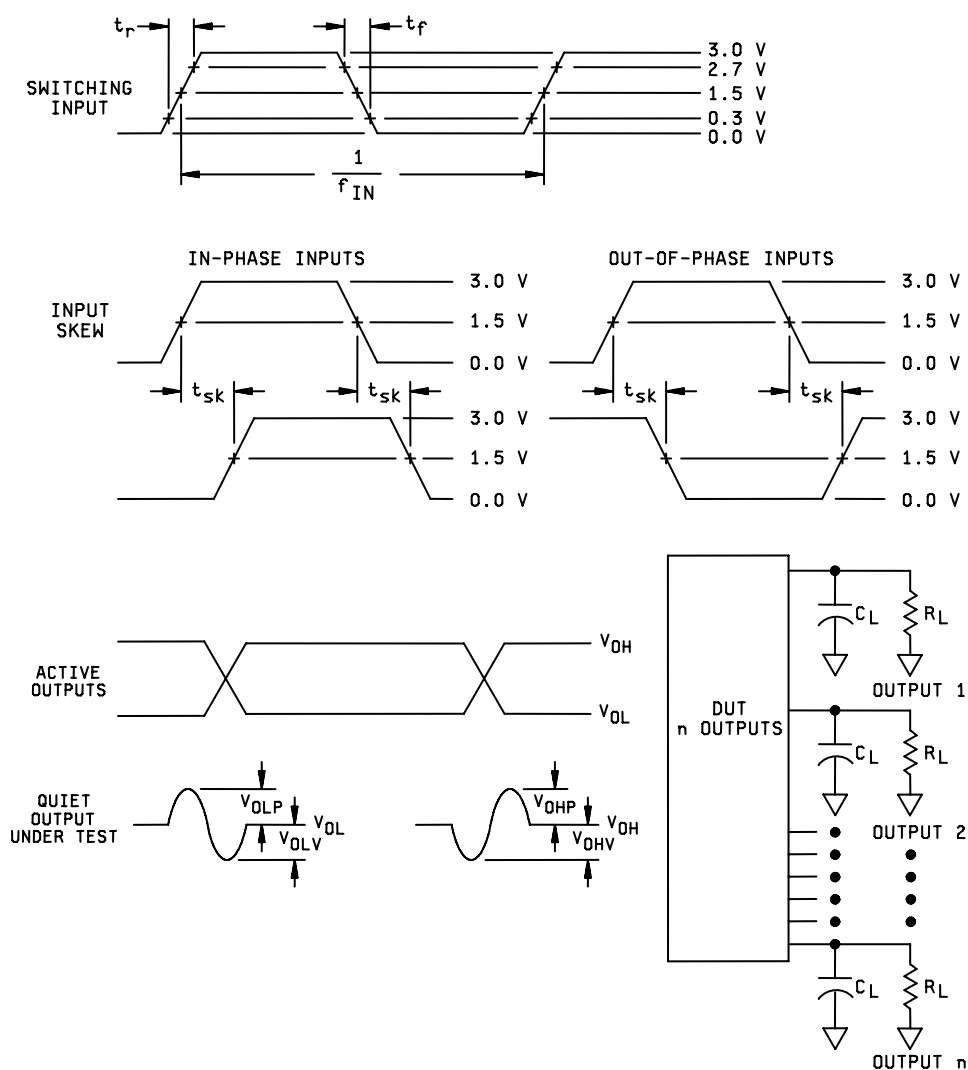 tr
tf
SWITCHING
INPUT
3.0 V
2.7 V
1.5 V
0.3 V
0.0 V
1
fIN
IN-PHASE INPUTS
OUT-OF-PHASE INPUTS
INPUT
SKEW
3.0 V
1.5 V
0.0 V
3.0 V
1.5 V
0.0 V
tsk
tsk
tsk
tsk
3.0 V
1.5 V
0.0 V
3.0 V
1.5 V
0.0 V
ACTIVE
OUTPUTS
VOH
VOL
QUIET
OUTPUT
UNDER TEST
VOLP
VOLV
VOL
VOHP
VOHV
VOH
DUT
n OUTPUTS
CL
RL
OUTPUT 1
CL
RL
OUTPUT 2
CL
RL
OUTPUT n